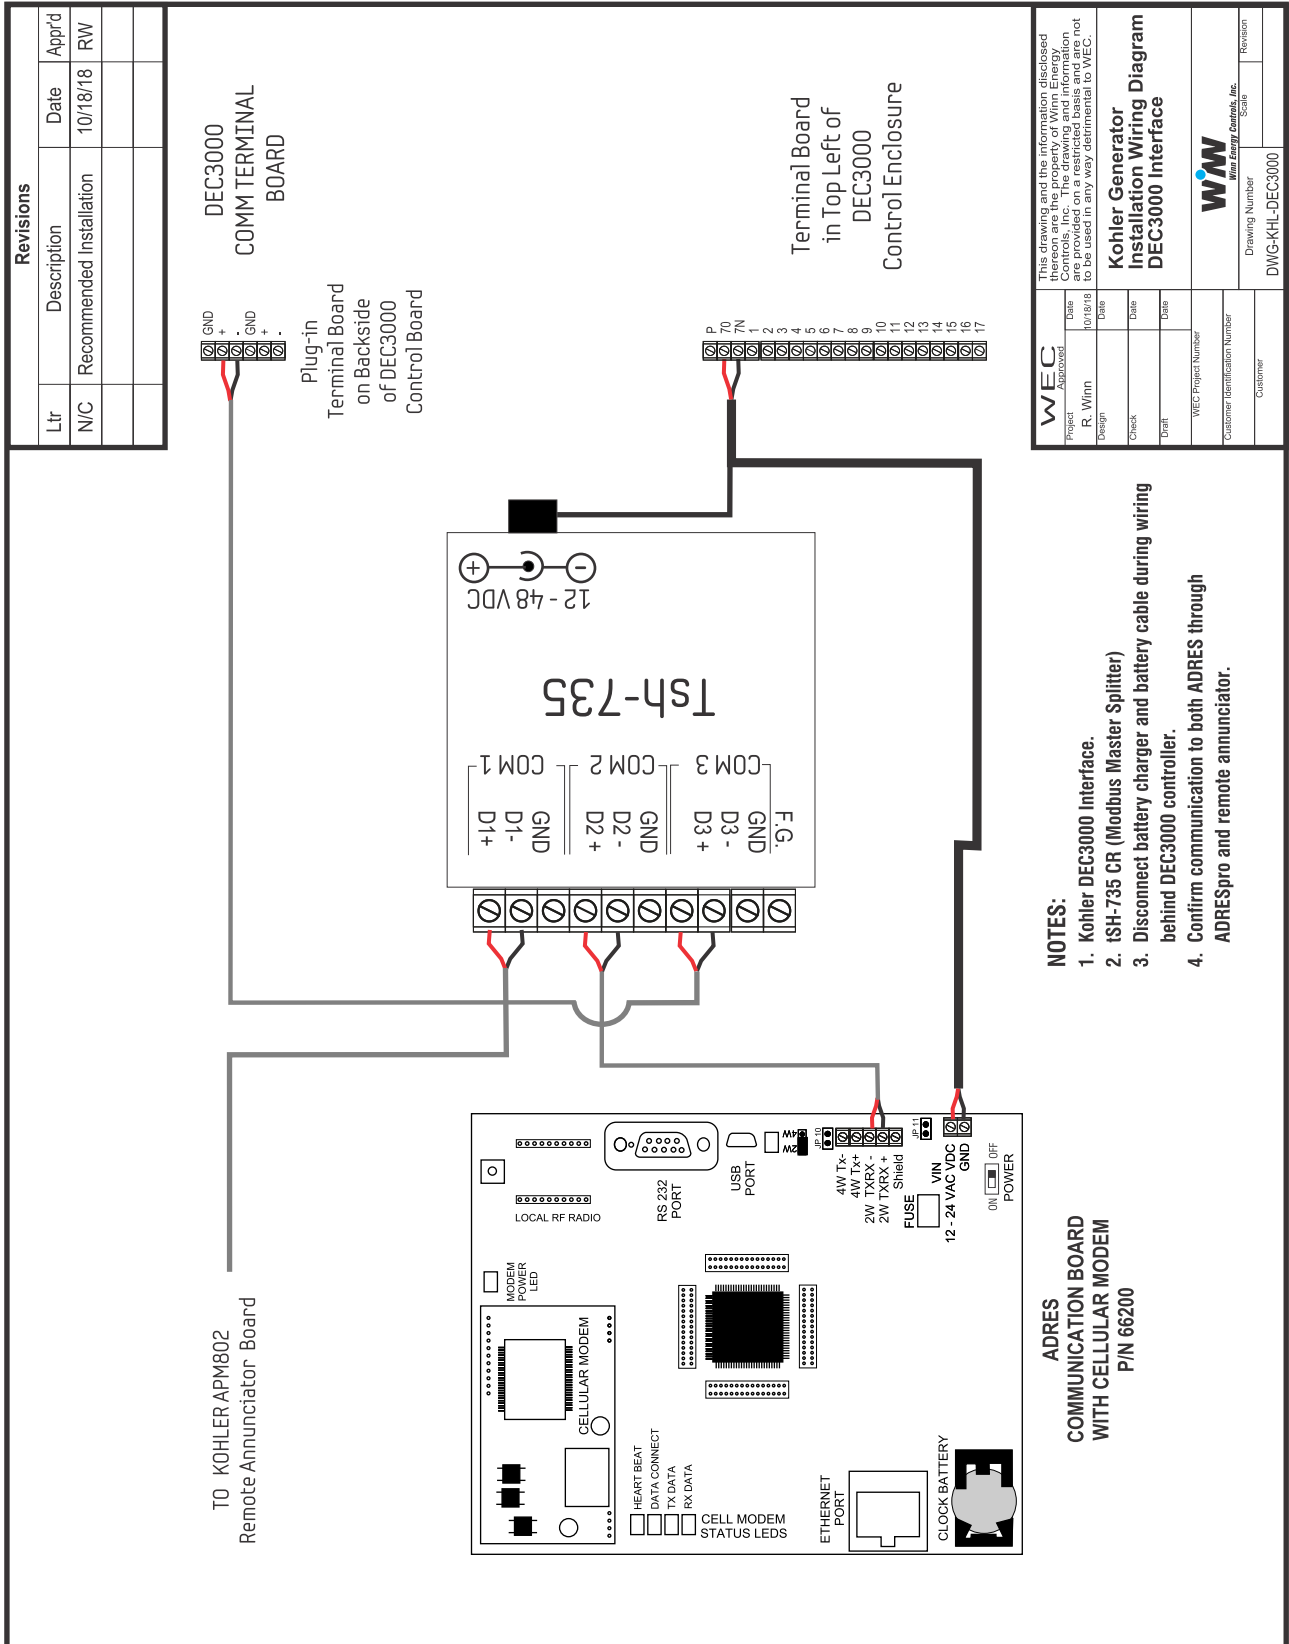 Revisions
Ltr Description Date Appr'd
N/C Recommended Installation 10/18/18 RW
DEC3000
COMM TERMINAL
BOARD
GND
+
-
GND
+
-
Plug-in
Terminal Board
on Backside
of DEC3000
Control Board
Terminal Board
in Top Left of
DEC3000
Control Enclosure
P
70
7N
1
2
3
4
5
6
7
8
9
10
11
12
13
14
15
16
17
12 - 48 VDC
+
-
Tsh-735
COM 1
COM 2
COM 3
D1+
D1-
GND
D2 +
D2 -
GND
D3 +
D3 -
GND
F.G.
TO KOHLER APM802
Remote Annunciator Board
LOCAL RF RADIO
MODEM
POWER
LED
CELLULAR MODEM
HEART BEAT
DATA CONNECT
TX DATA
RX DATA
CELL MODEM
STATUS LEDS
RS 232
PORT
USB
PORT
2W
4W
JP 10
4W Tx-
4W Tx+
2W TXRX -
2W TXRX +
Shield
JP 11
FUSE
VIN
12 - 24 VAC VDC
GND
ON OFF
POWER
ETHERNET
PORT
CLOCK BATTERY
ADRES
COMMUNICATION BOARD
WITH CELLULAR MODEM
P/N 66200
NOTES:
1. Kohler DEC3000 Interface.
2. tSH-735 CR (Modbus Master Splitter)
3. Disconnect battery charger and battery cable during wiring
behind DEC3000 controller.
4. Confirm communication to both ADRES through
ADRESpro and remote annunciator.
WEC
Approved
Project
R. Winn
Date
10/18/18
Design
Date
Check
Date
Draft
Date
WEC Project Number
Customer Identification Number
Customer
This drawing and the information disclosed
thereon are the property of Winn Energy
Controls, Inc. The drawing and information
are provided on a restricted basis and are not
to be used in any way detrimental to WEC.
Kohler Generator
Installation Wiring Diagram
DEC3000 Interface
WINN
Winn Energy Controls, Inc.
Drawing Number
DWG-KHL-DEC3000
Scale
Revision